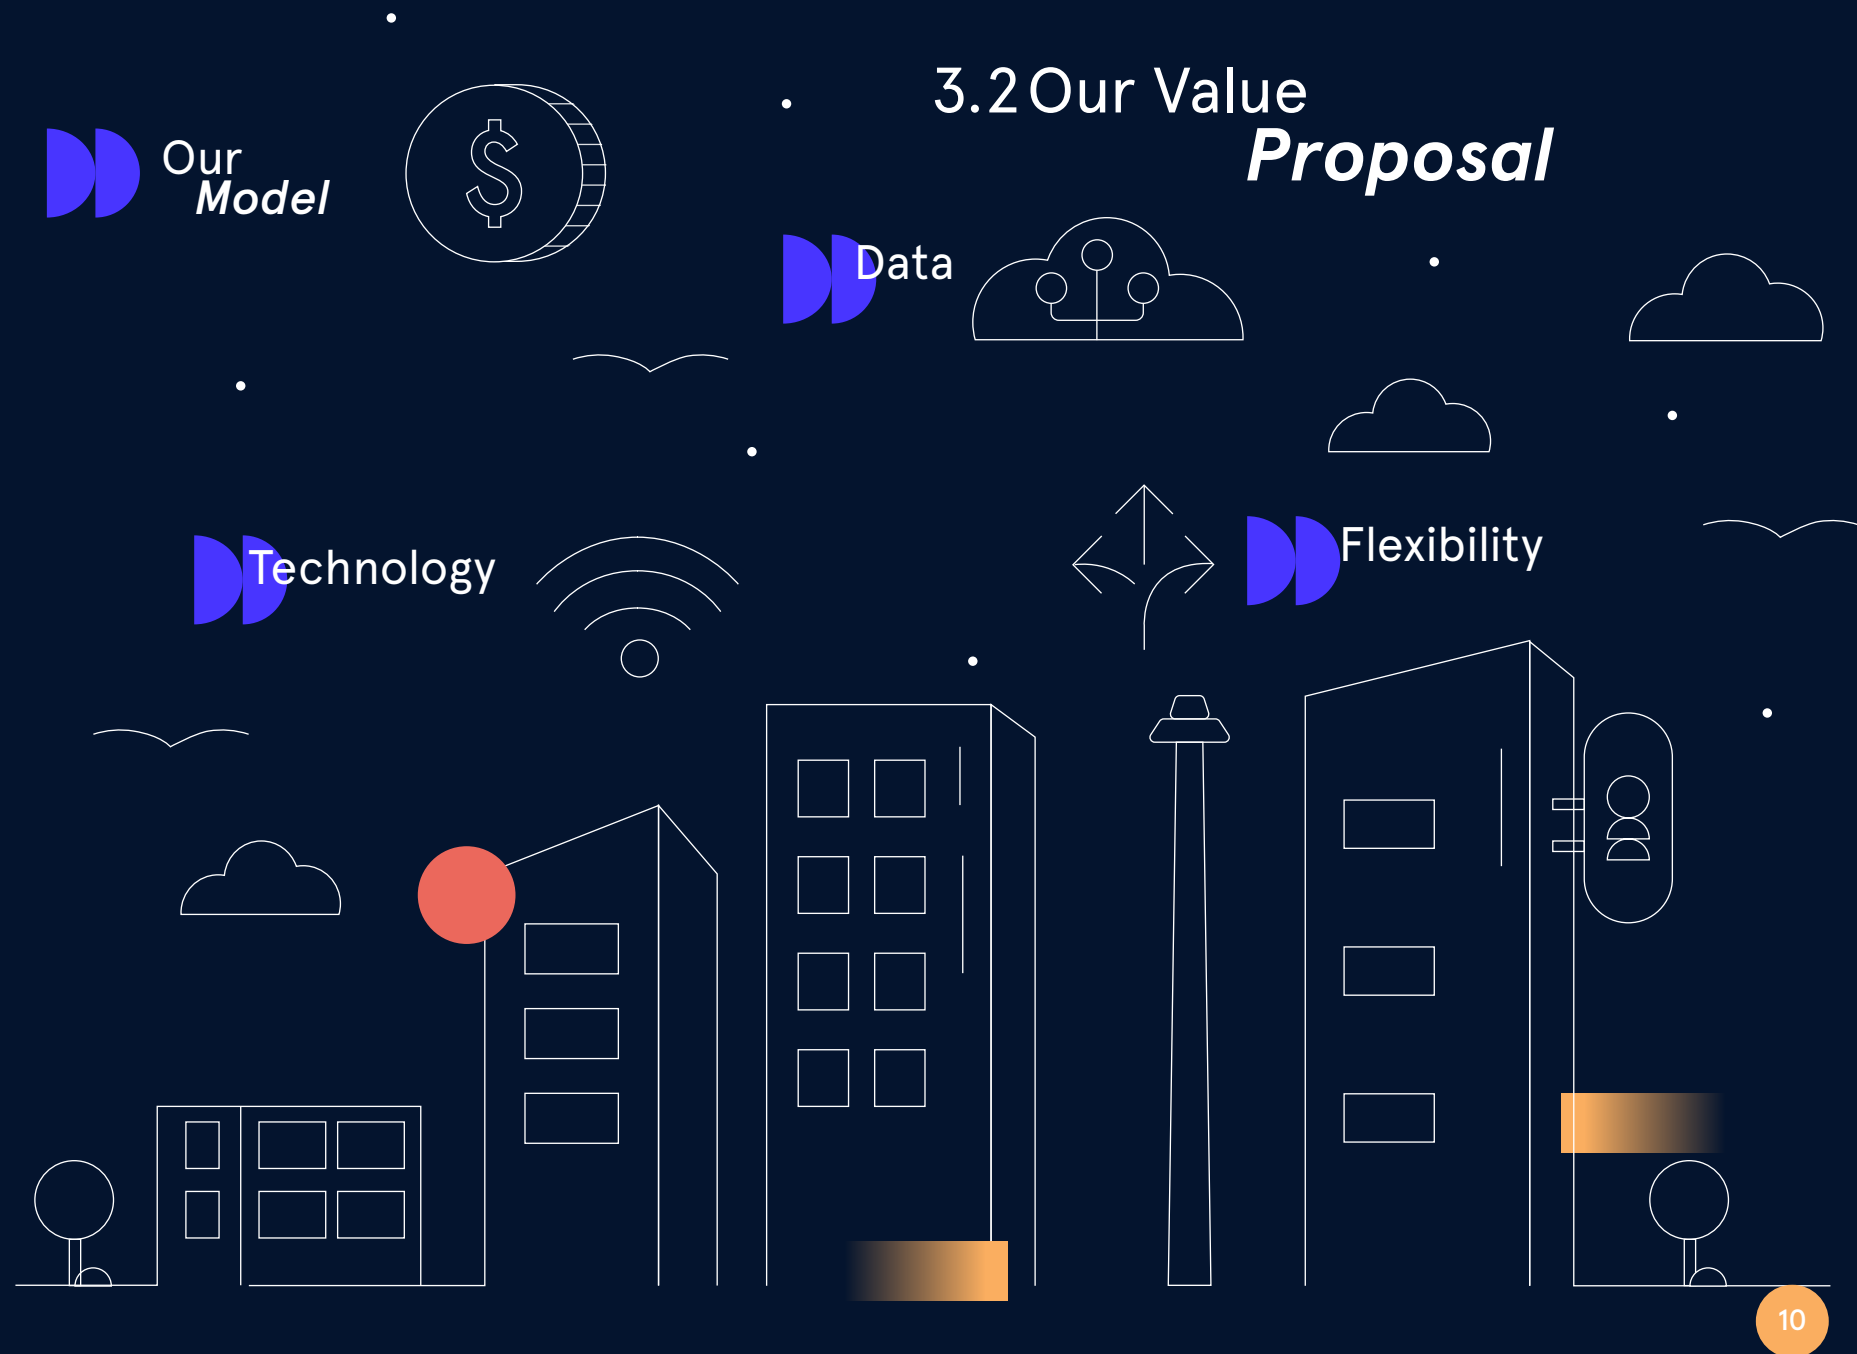 3.2 Our Value
Proposal
Our
Model
Data
Technology
Flexibility
$
10